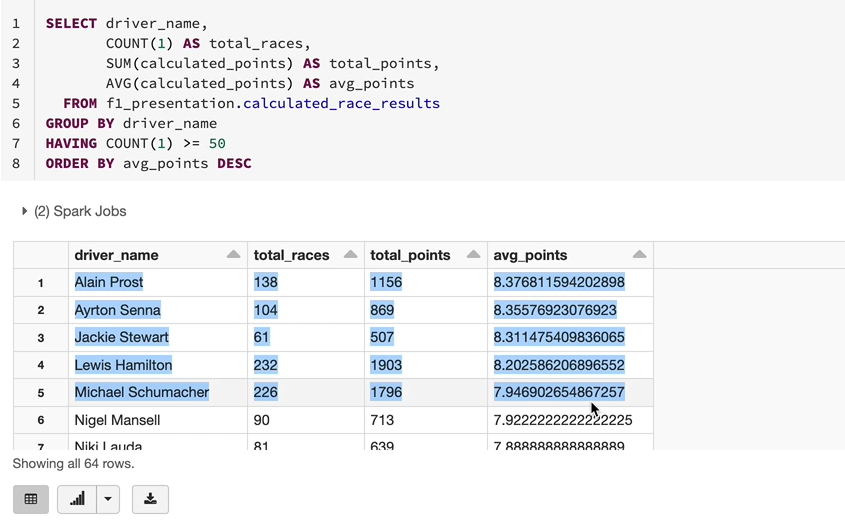 1 SELECT driver_name,
2 COUNT(1) AS total_races,
3 SUM(calculated_points) AS total_points,
4 AVG(calculated_points) AS avg_points
5 FROM f1_presentation.calculated_race_results
6 GROUP BY driver_name
7 HAVING COUNT(1) >= 50
8 ORDER BY avg_points DESC
(2) Spark Jobs
driver_name total_races total_points avg_points
1 Alain Prost 138 1156 8.376811594202898
2 Ayrton Senna 104 869 8.35576923076923
3 Jackie Stewart 61 507 8.311475409836065
4 Lewis Hamilton 232 1903 8.202586206896552
5 Michael Schumacher 226 1796 7.946902654867257
6 Nigel Mansell 90 713 7.9222222222222225
7 Niki Lauda 81 639 7.888888888888889
Showing all 64 rows.